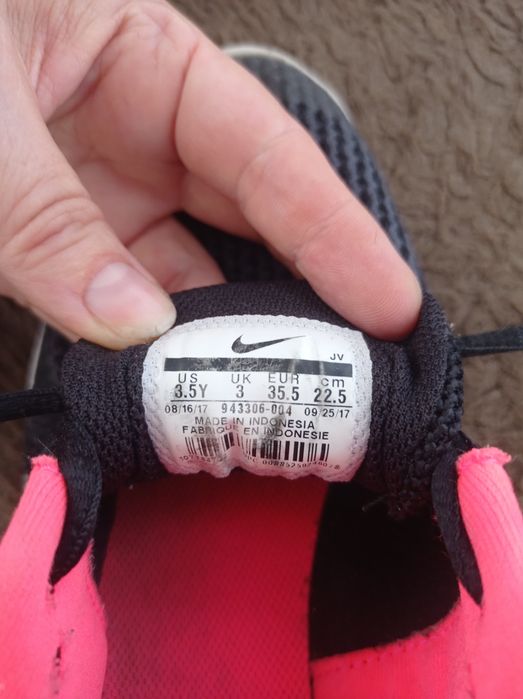 JV
US UK EUR cm
3.5Y 3 35.5 22.5
08/16/17 943306-004 09/25/17
MADE IN INDONESIA
FABRIQUE EN INDONESIE